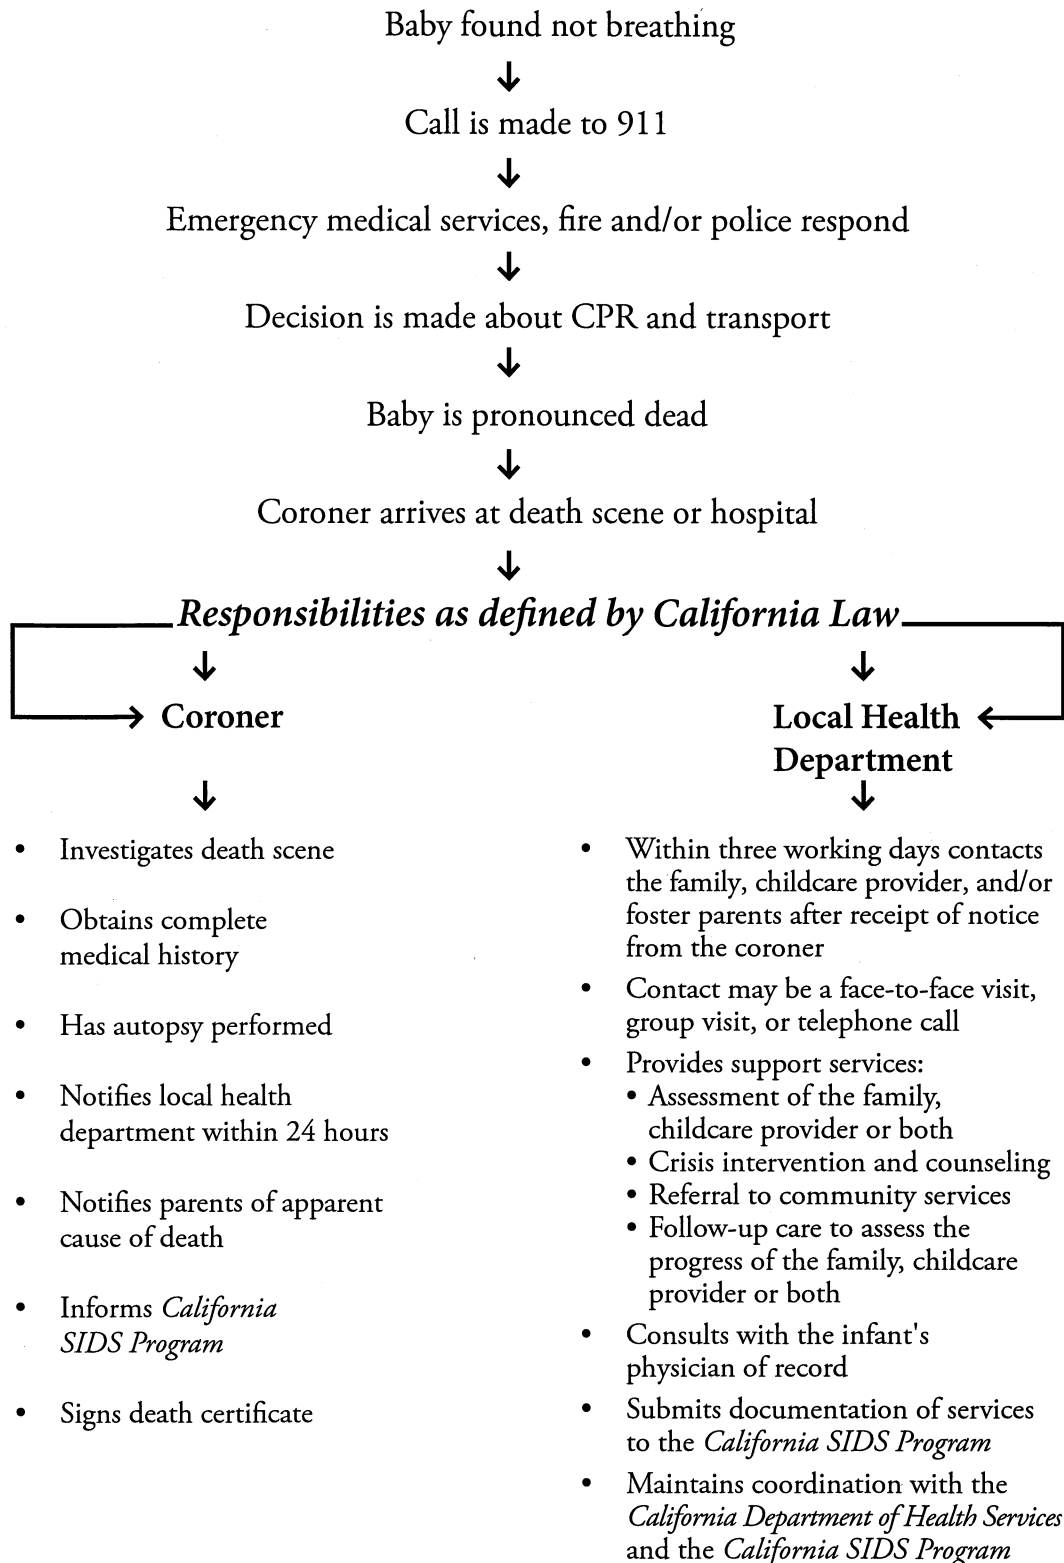 Baby found not breathing
Call is made to 911
Emergency medical services, fire and/or police respond
Decision is made about CPR and transport
Baby is pronounced dead
Coroner arrives at death scene or hospital
Responsibilities as defined by California Law
Coroner
• Investigates death scene
• Obtains complete
medical history
• Has autopsy performed
• Notifies local health
department within 24 hours
• Notifies parents of apparent
cause of death
• Informs California
SIDS Program
• Signs death certificate
Local Health
Department
• Within three working days contacts
the family, childcare provider, and/or
foster parents after receipt of notice
from the coroner
• Contact may be a face-to-face visit,
group visit, or telephone call
• Provides support services:
• Assessment of the family,
childcare provider or both
• Crisis intervention and counseling
• Referral to community services
• Follow-up care to assess the
progress of the family, childcare
provider or both
• Consults with the infant's
physician of record
• Submits documentation of services
to the California SIDS Program
• Maintains coordination with the
California Department of Health Services
and the California SIDS Program